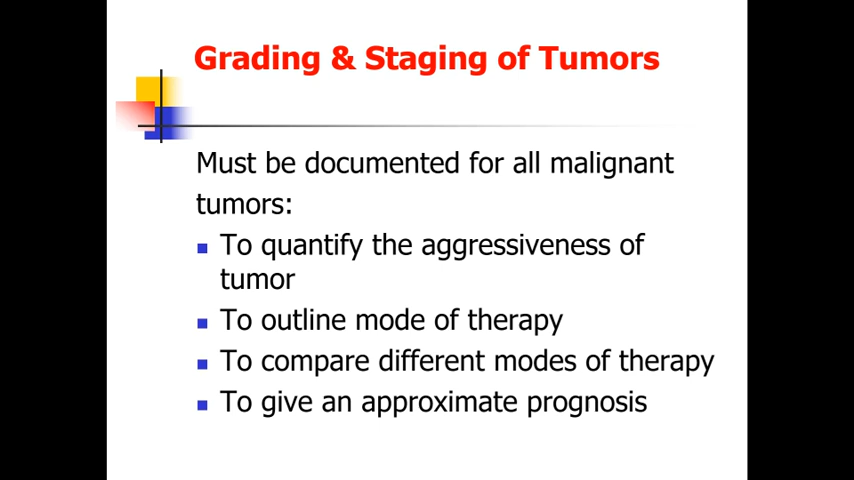 Grading & Staging of Tumors
Must be documented for all malignant
tumors:
To quantify the aggressiveness of
tumor
To outline mode of therapy
To compare different modes of therapy
To give an approximate prognosis